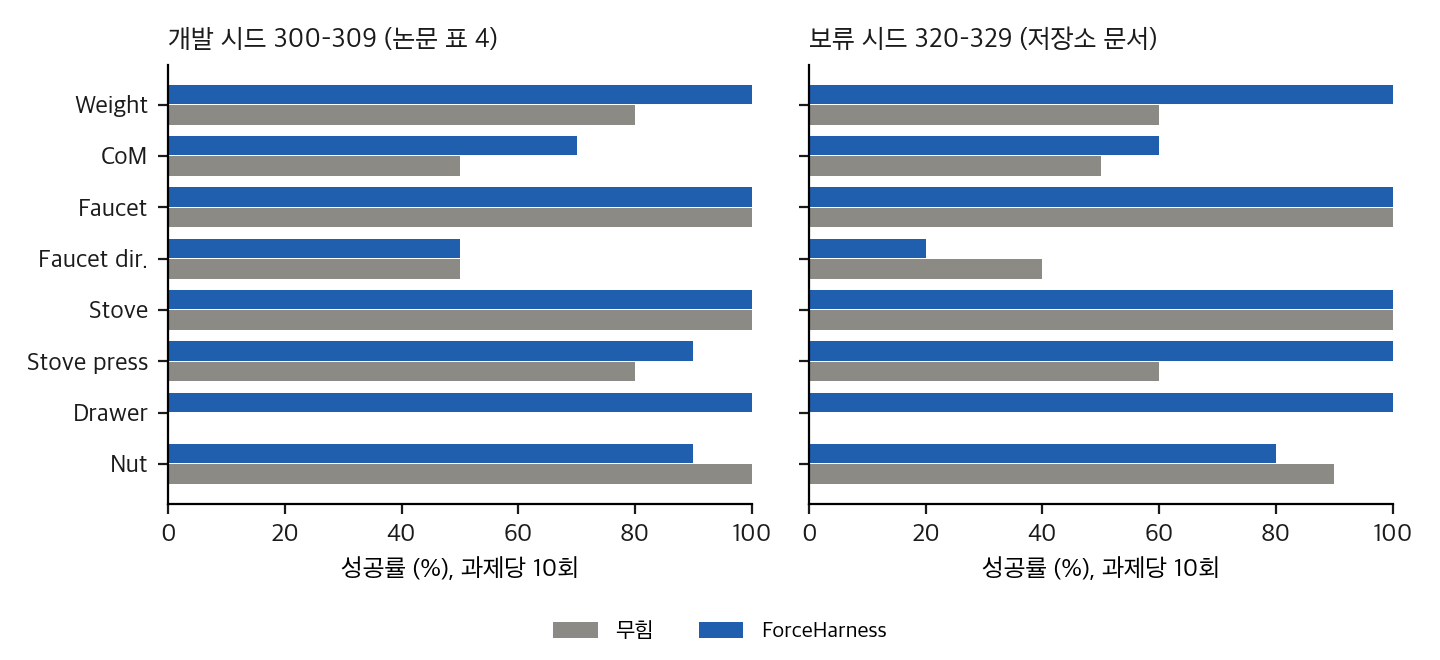 개발 시드 300-309 (논문 표 4)
보류 시드 320-329 (저장소 문서)
Weight
CoM
Faucet
Faucet dir.
Stove
Stove press
Drawer
Nut
0 20 40 60 80 100
0 20 40 60 80 100
성공률 (%), 과제당 10회
성공률 (%), 과제당 10회
무힘 ForceHarness